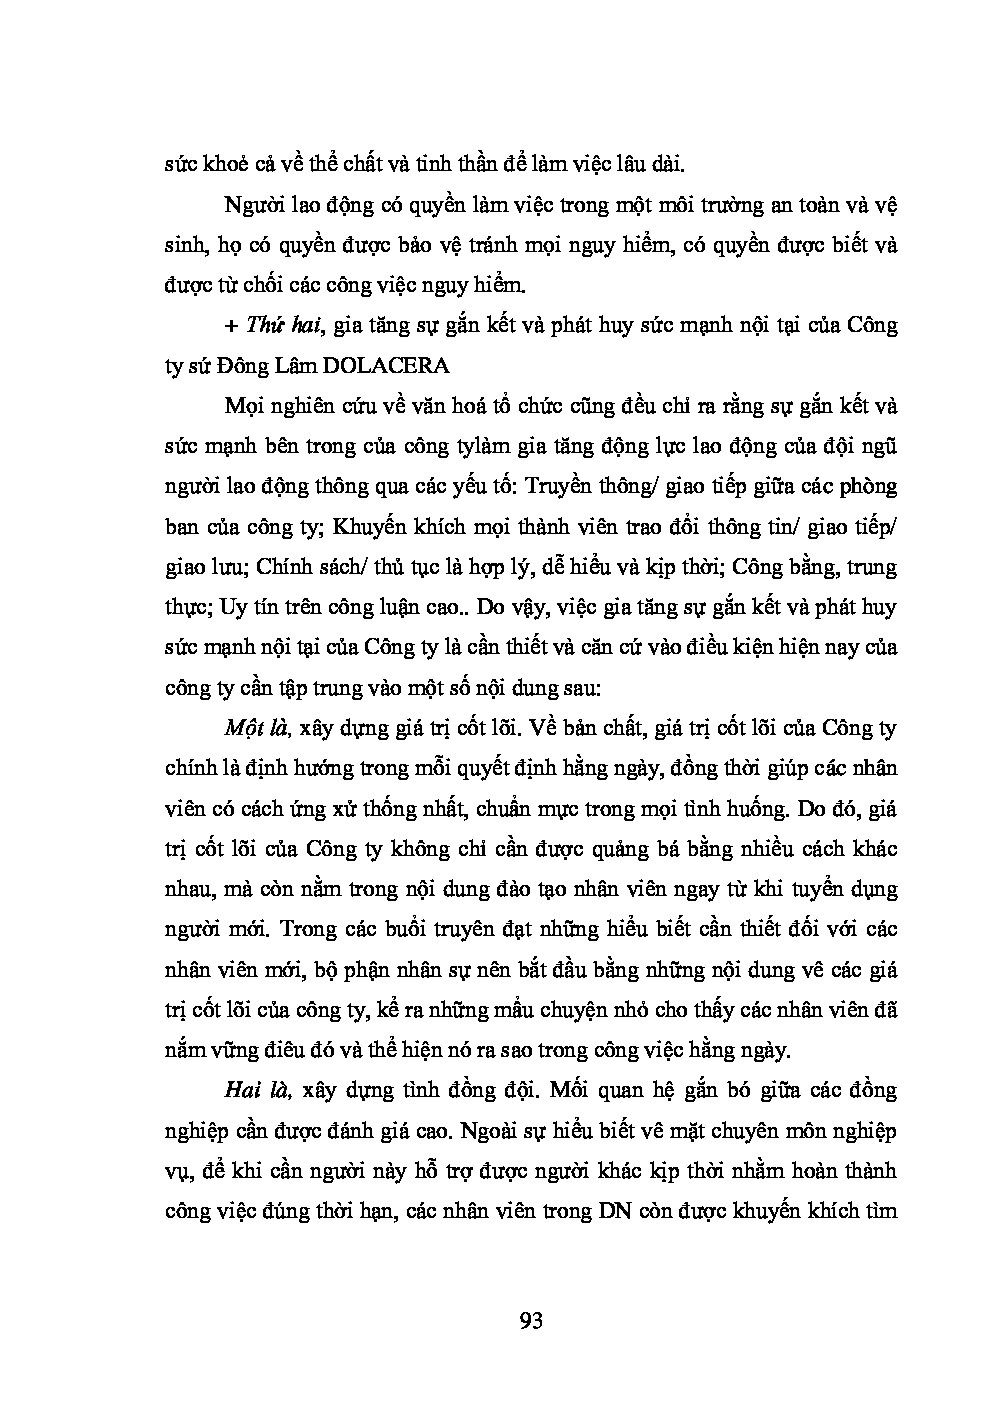 sức khoẻ cả về thể chất và tinh thần để làm việc lâu dài.
Người lao động có quyền làm việc trong một môi trường an toàn và vệ
sinh, họ có quyền được bảo vệ tránh mọi nguy hiểm, có quyền được biết và
được từ chối các công việc nguy hiểm.
+ Thứ hai, gia tăng sự gắn kết và phát huy sức mạnh nội tại của Công
ty sứ Đông Lâm DOLACERA
Mọi nghiên cứu về văn hoá tổ chức cũng đều chỉ ra rằng sự gắn kết và
sức mạnh bên trong của công tylàm gia tăng động lực lao động của đội ngũ
người lao động thông qua các yếu tố: Truyền thông/ giao tiếp giữa các phòng
ban của công ty; Khuyến khích mọi thành viên trao đổi thông tin/ giao tiếp/
giao lưu; Chính sách/ thủ tục là hợp lý, dễ hiểu và kịp thời; Công bằng, trung
thực; Uy tín trên công luận cao.. Do vậy, việc gia tăng sự gắn kết và phát huy
sức mạnh nội tại của Công ty là cần thiết và căn cứ vào điều kiện hiện nay của
công ty cần tập trung vào một số nội dung sau:
Một là, xây dựng giá trị cốt lõi. Về bản chất, giá trị cốt lõi của Công ty
chính là định hướng trong mỗi quyết định hằng ngày, đồng thời giúp các nhân
viên có cách ứng xử thống nhất, chuẩn mực trong mọi tình huống. Do đó, giá
trị cốt lõi của Công ty không chỉ cần được quảng bá bằng nhiều cách khác
nhau, mà còn nằm trong nội dung đào tạo nhân viên ngay từ khi tuyển dụng
người mới. Trong các buổi truyên đạt những hiểu biết cần thiết đối với các
nhân viên mới, bộ phận nhân sự nên bắt đầu bằng những nội dung vê các giá
trị cốt lõi của công ty, kể ra những mẩu chuyện nhỏ cho thấy các nhân viên đã
nắm vững điêu đó và thể hiện nó ra sao trong công việc hằng ngày.
Hai là, xây dựng tình đồng đội. Mối quan hệ gắn bó giữa các đồng
nghiệp cần được đánh giá cao. Ngoài sự hiểu biết vê mặt chuyên môn nghiệp
vụ, để khi cần người này hỗ trợ được người khác kịp thời nhằm hoàn thành
công việc đúng thời hạn, các nhân viên trong DN còn được khuyến khích tìm
93